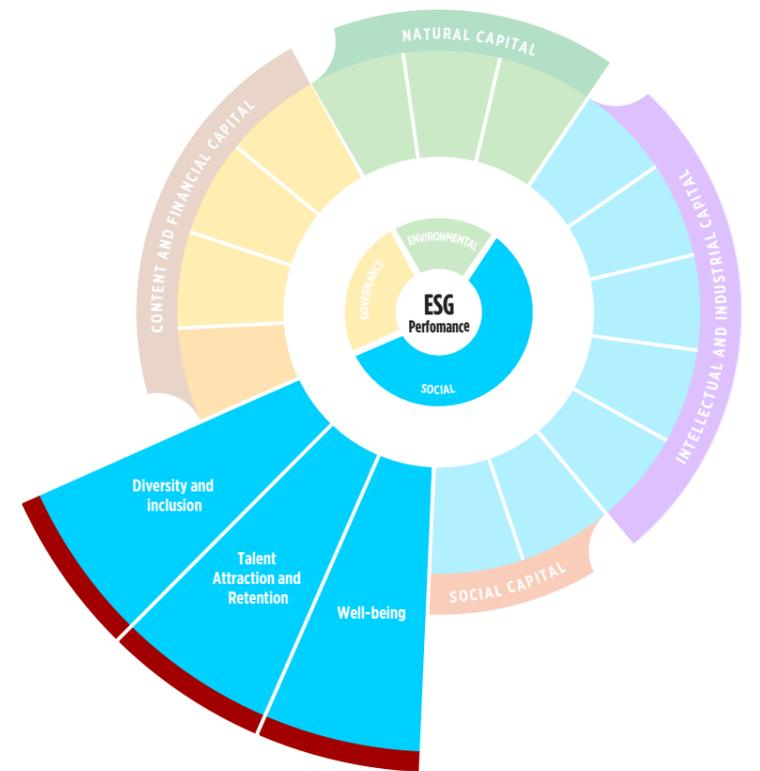 NATURAL CAPITAL
CONTENT AND FINANCIAL CAPITAL
INTELLECTUAL AND INDUSTRIAL CAPITAL
ENVIRONMENTAL
GOVERNANCE
ESG
Perfomance
SOCIAL
Diversity and
inclusion
Talent
Attraction and
Retention
Well-being
SOCIAL CAPITAL